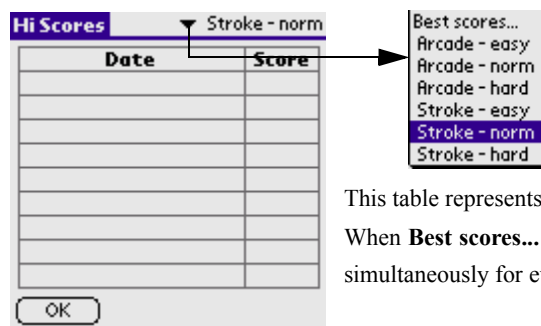 Hi Scores
Stroke - norm
Date Score
OK
Best scores...
Arcade - easy
Arcade - norm
Arcade - hard
Stroke - easy
Stroke - norm
Stroke - hard
This table represents
When Best scores...
simultaneously for e